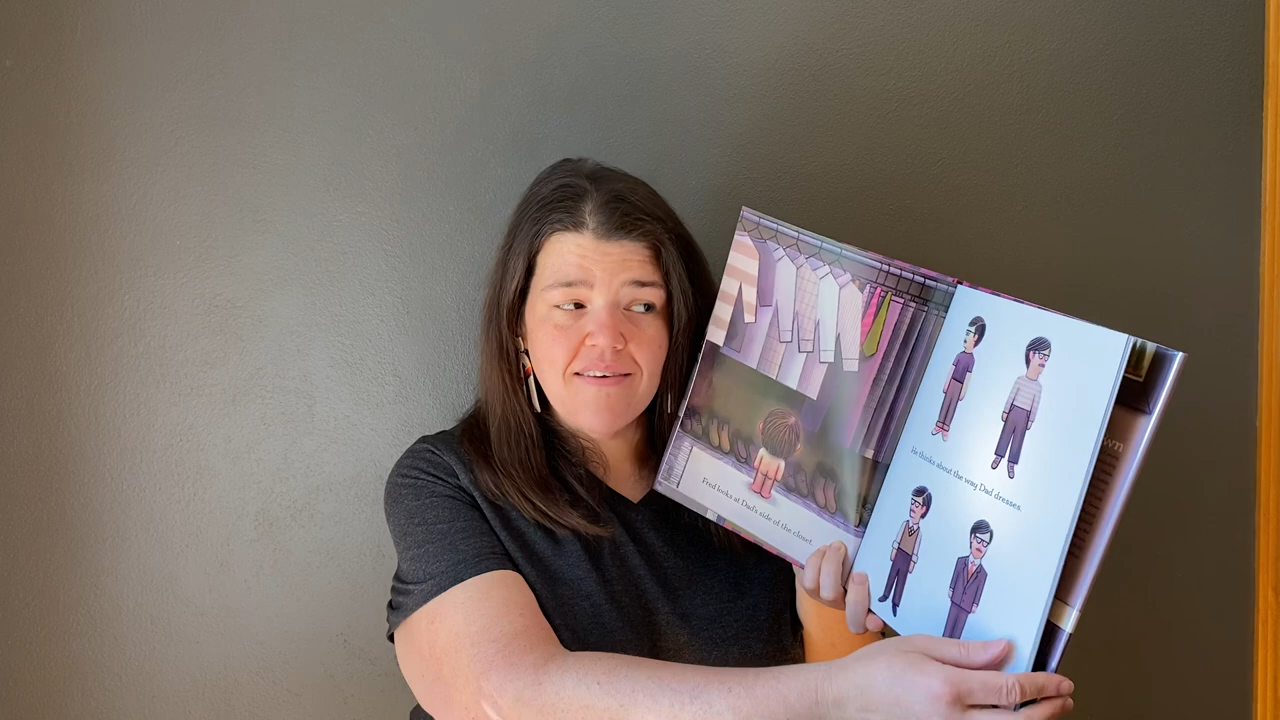 Fred looks at Dad's side of the closet.
He thinks about the way Dad dresses.